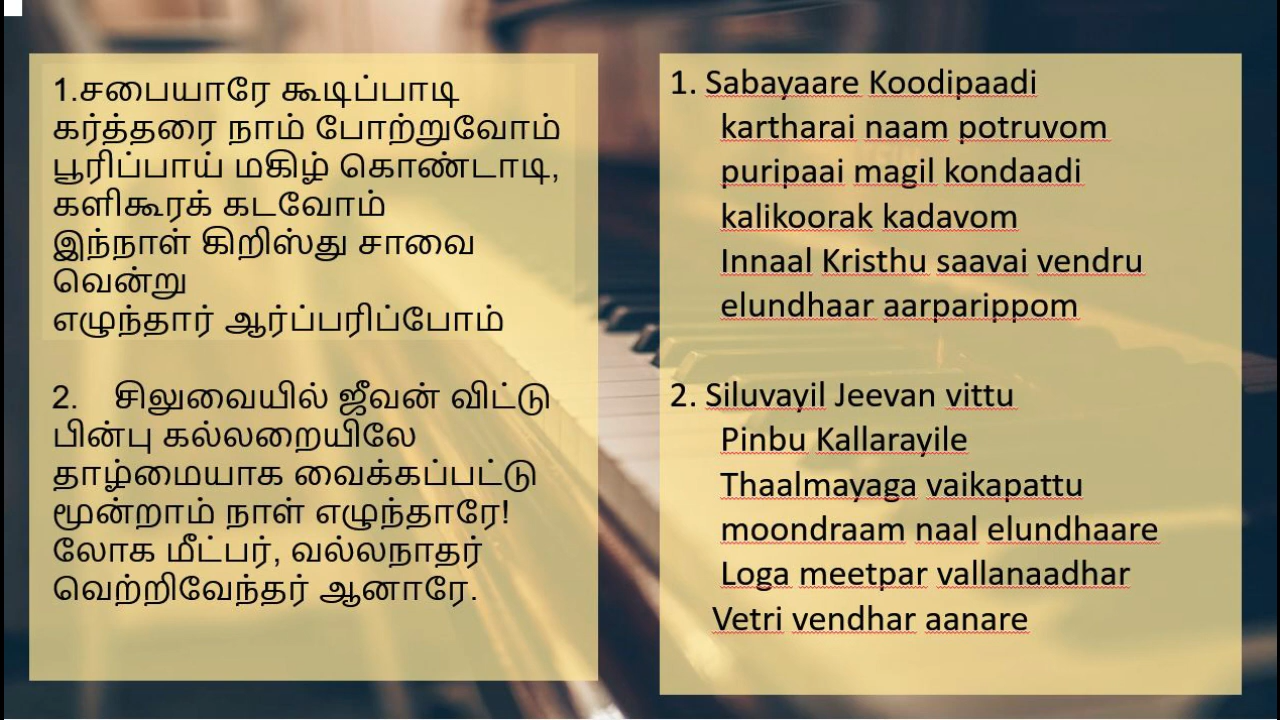 1.சபையாரே கூடிப்பாடி
கர்த்தரை நாம் போற்றுவோம்
பூரிப்பாய் மகிழ் கொண்டாடி,
களிகூரக் கடவோம்
இந்நாள் கிறிஸ்து சாவை
வென்று
எழுந்தார் ஆர்ப்பரிப்போம்
2. சிலுவையில் ஜீவன் விட்டு
பின்பு கல்லறையிலே
தாழ்மையாக வைக்கப்பட்டு
மூன்றாம் நாள் எழுந்தாரே!
லோக மீட்பர், வல்லநாதர்
வெற்றிவேந்தர் ஆனாரே.
1. Sabayaare Koodipaadi
kartharai naam potruvom
puripaai magil kondaadi
kalikoorak kadavom
Innaal Kristhu saavai vendru
elundhaar aarparippom
2. Siluvayil Jeevan vittu
Pinbu Kallarayile
Thaalmayaga vaikapattu
moondraam naal elundhaare
Loga meetpar vallanaadhar
Vetri vendhar aanare